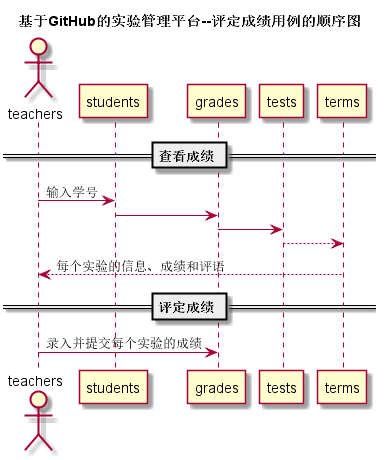 基于GitHub的实验管理平台--评定成绩用例的顺序图
teachers
students
grades
tests
terms
查看成绩
输入学号
每个实验的信息、成绩和评语
评定成绩
录入并提交每个实验的成绩
teachers
students
grades
tests
terms